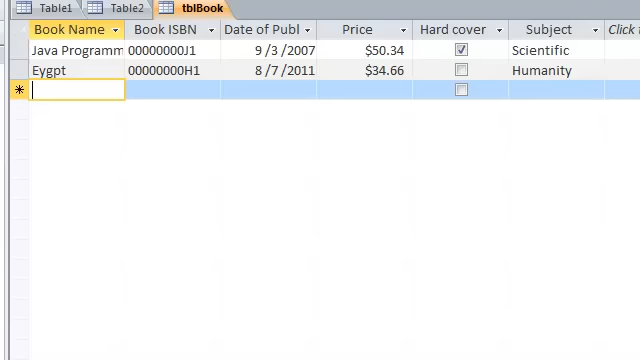 Table1 Table2 tblBook
Book Name Book ISBN Date of Publ Price Hard cover Subject Click t
Java Programm 00000000J1 9 /3 /2007 $50.34 Scientific
Eygpt 00000000H1 8 /7 /2011 $34.66 Humanity